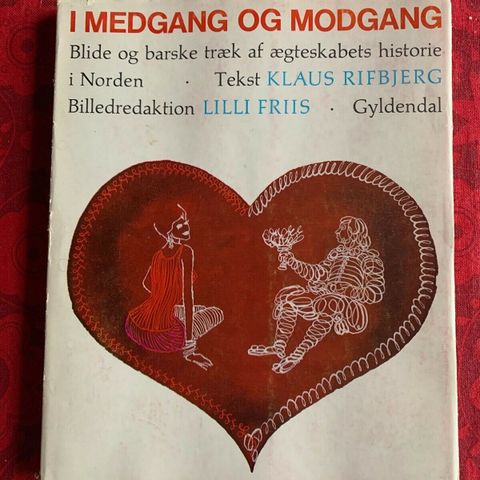 I MEDGANG OG MODGANG
Blide og barske træk af ægteskabets historie
i Norden · Tekst KLAUS RIFBJERG
Billedredaktion LILLI FRIIS · Gyldendal